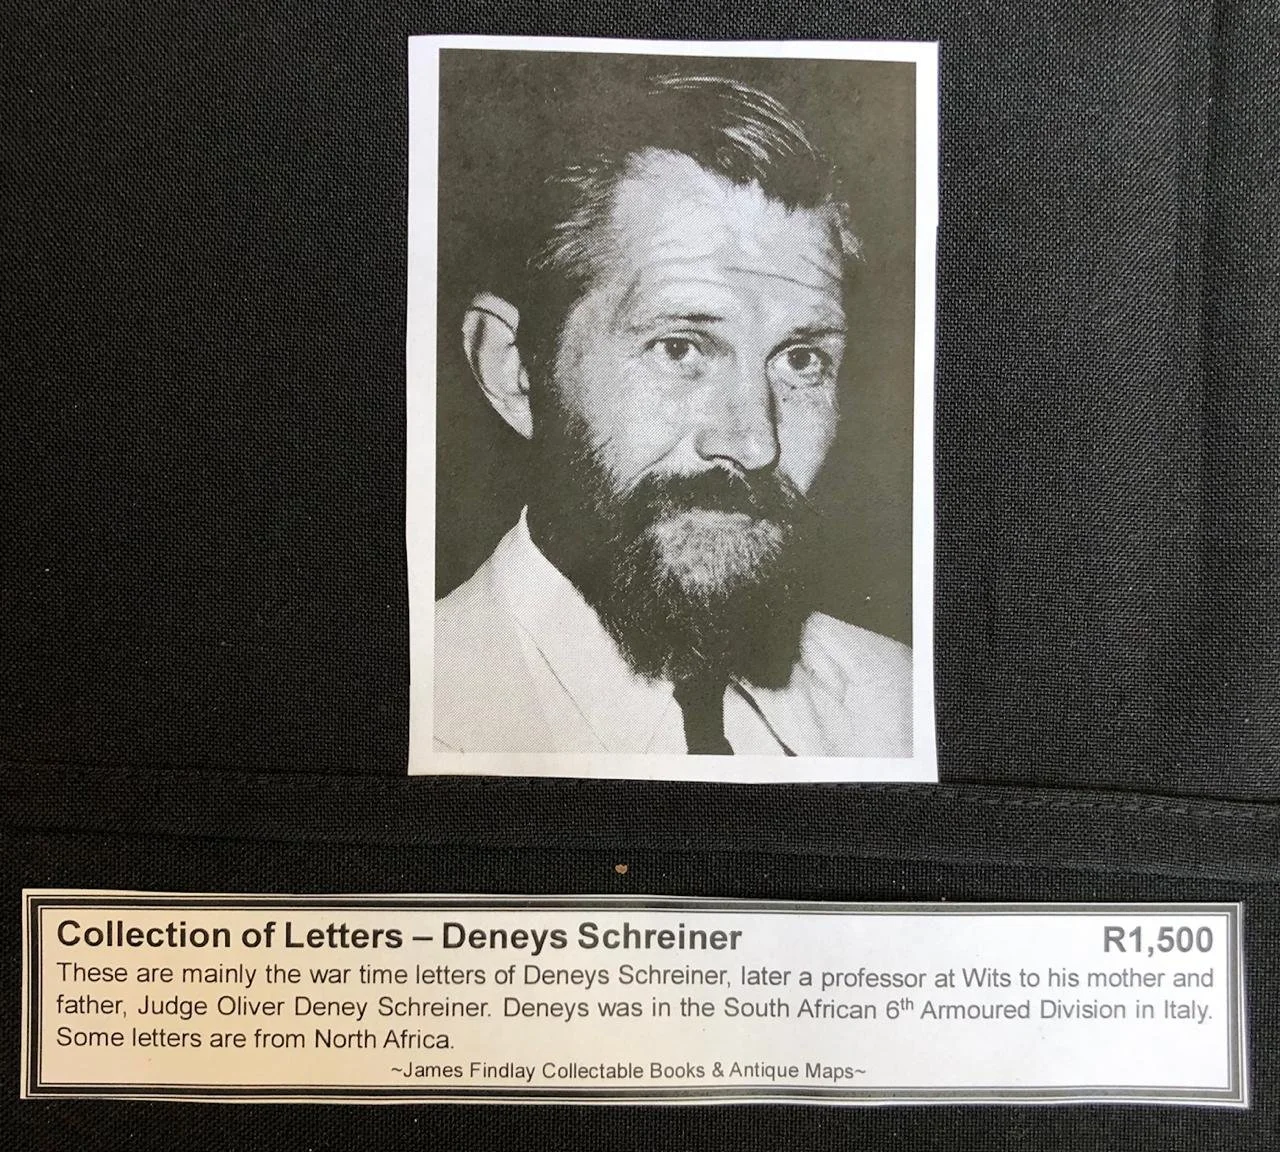 Collection of Letters – Deneys Schreiner R1,500
These are mainly the war time letters of Deneys Schreiner, later a professor at Wits to his mother and
father, Judge Oliver Deney Schreiner. Deneys was in the South African 6th Armoured Division in Italy.
Some letters are from North Africa.
~James Findlay Collectable Books & Antique Maps~